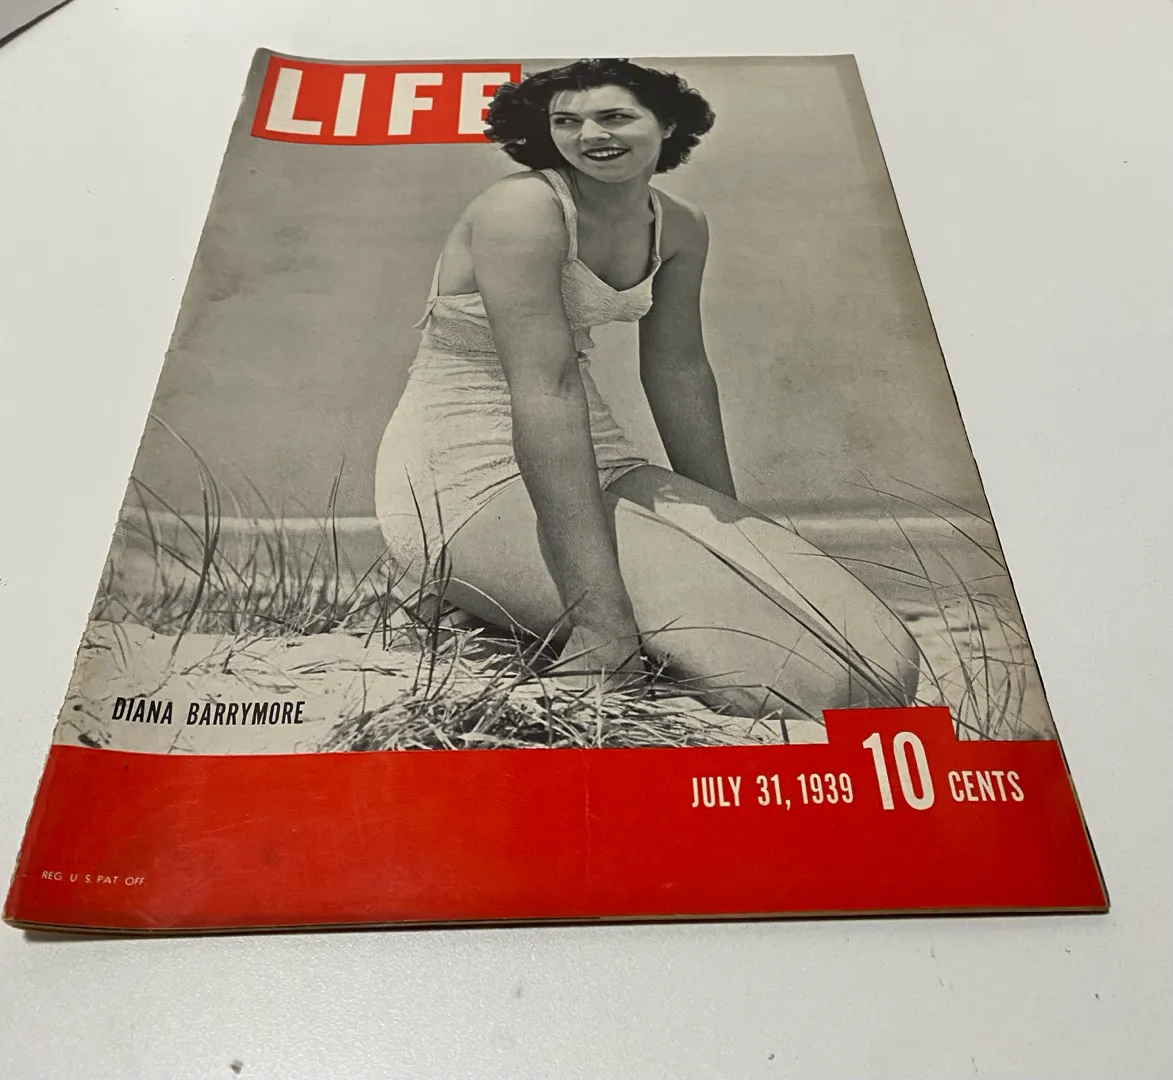 LIFE
DIANA BARRYMORE
JULY 31, 1939 10 CENTS
REG. U S. PAT OFF.